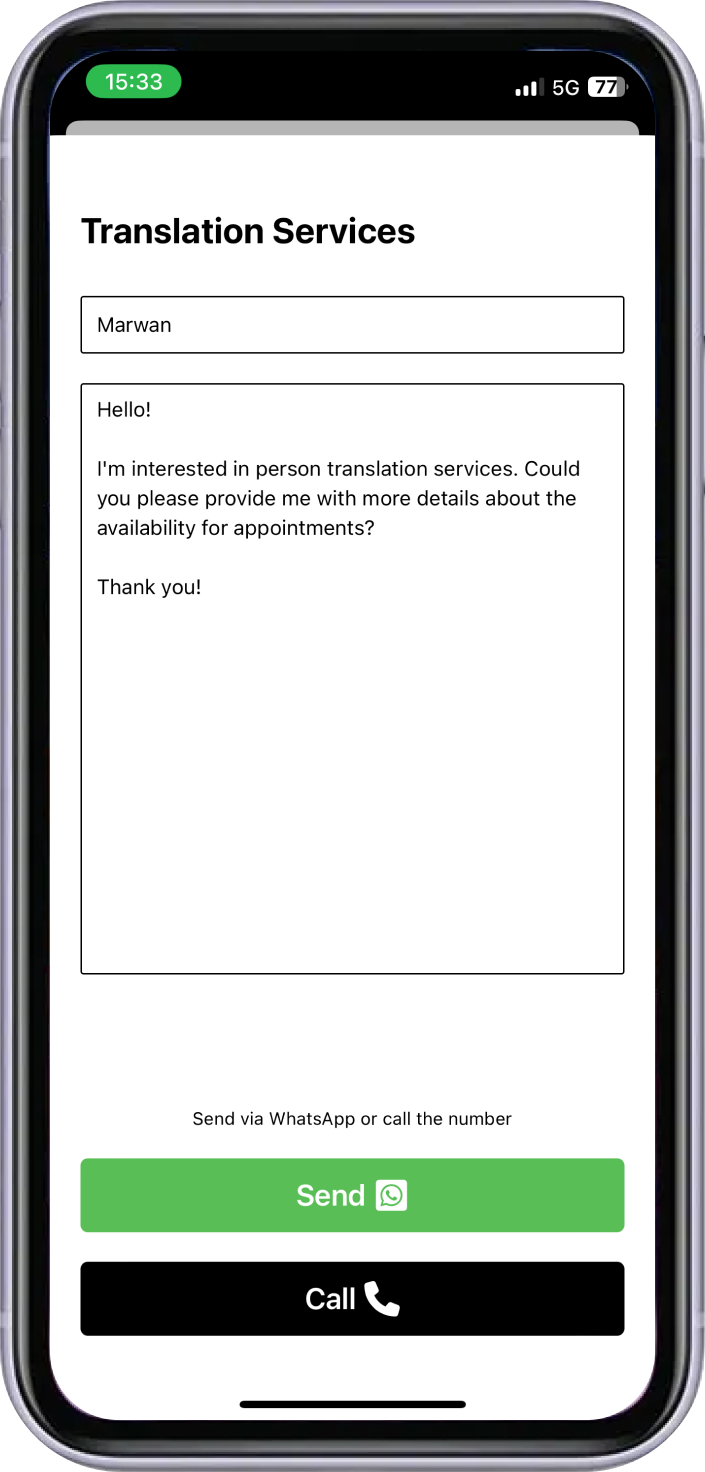 15:33
5G 77
Translation Services
Marwan
Hello!
I'm interested in person translation services. Could
you please provide me with more details about the
availability for appointments?
Thank you!
Send via WhatsApp or call the number
Send
Call